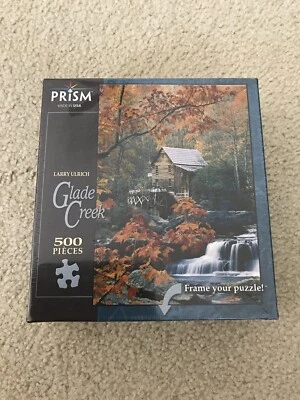 PRiSM
MADE IN USA
LARRY ULRICH
Glade
Creek
500
PIECES
Frame your puzzle!